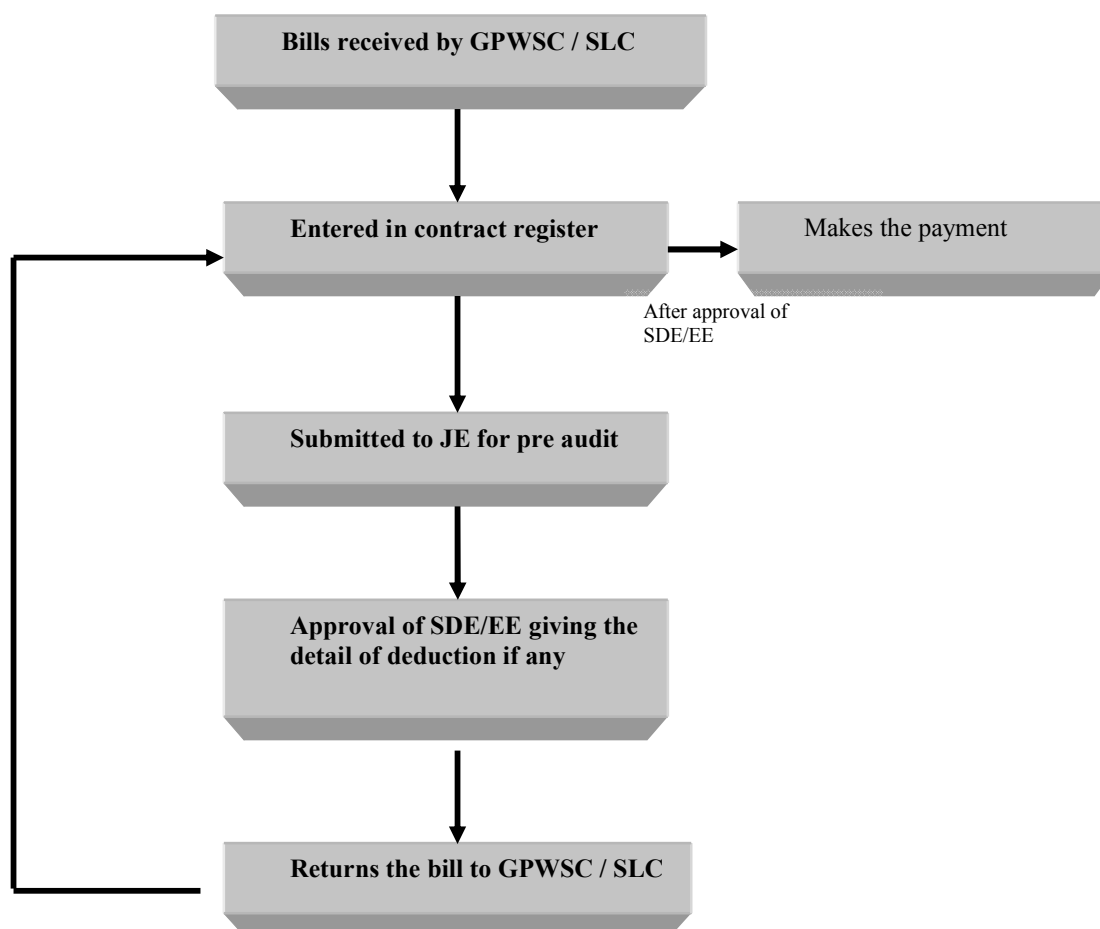 Bills received by GPWSC / SLC
Entered in contract register
Makes the payment
After approval of
SDE/EE
Submitted to JE for pre audit
Approval of SDE/EE giving the
detail of deduction if any
Returns the bill to GPWSC / SLC